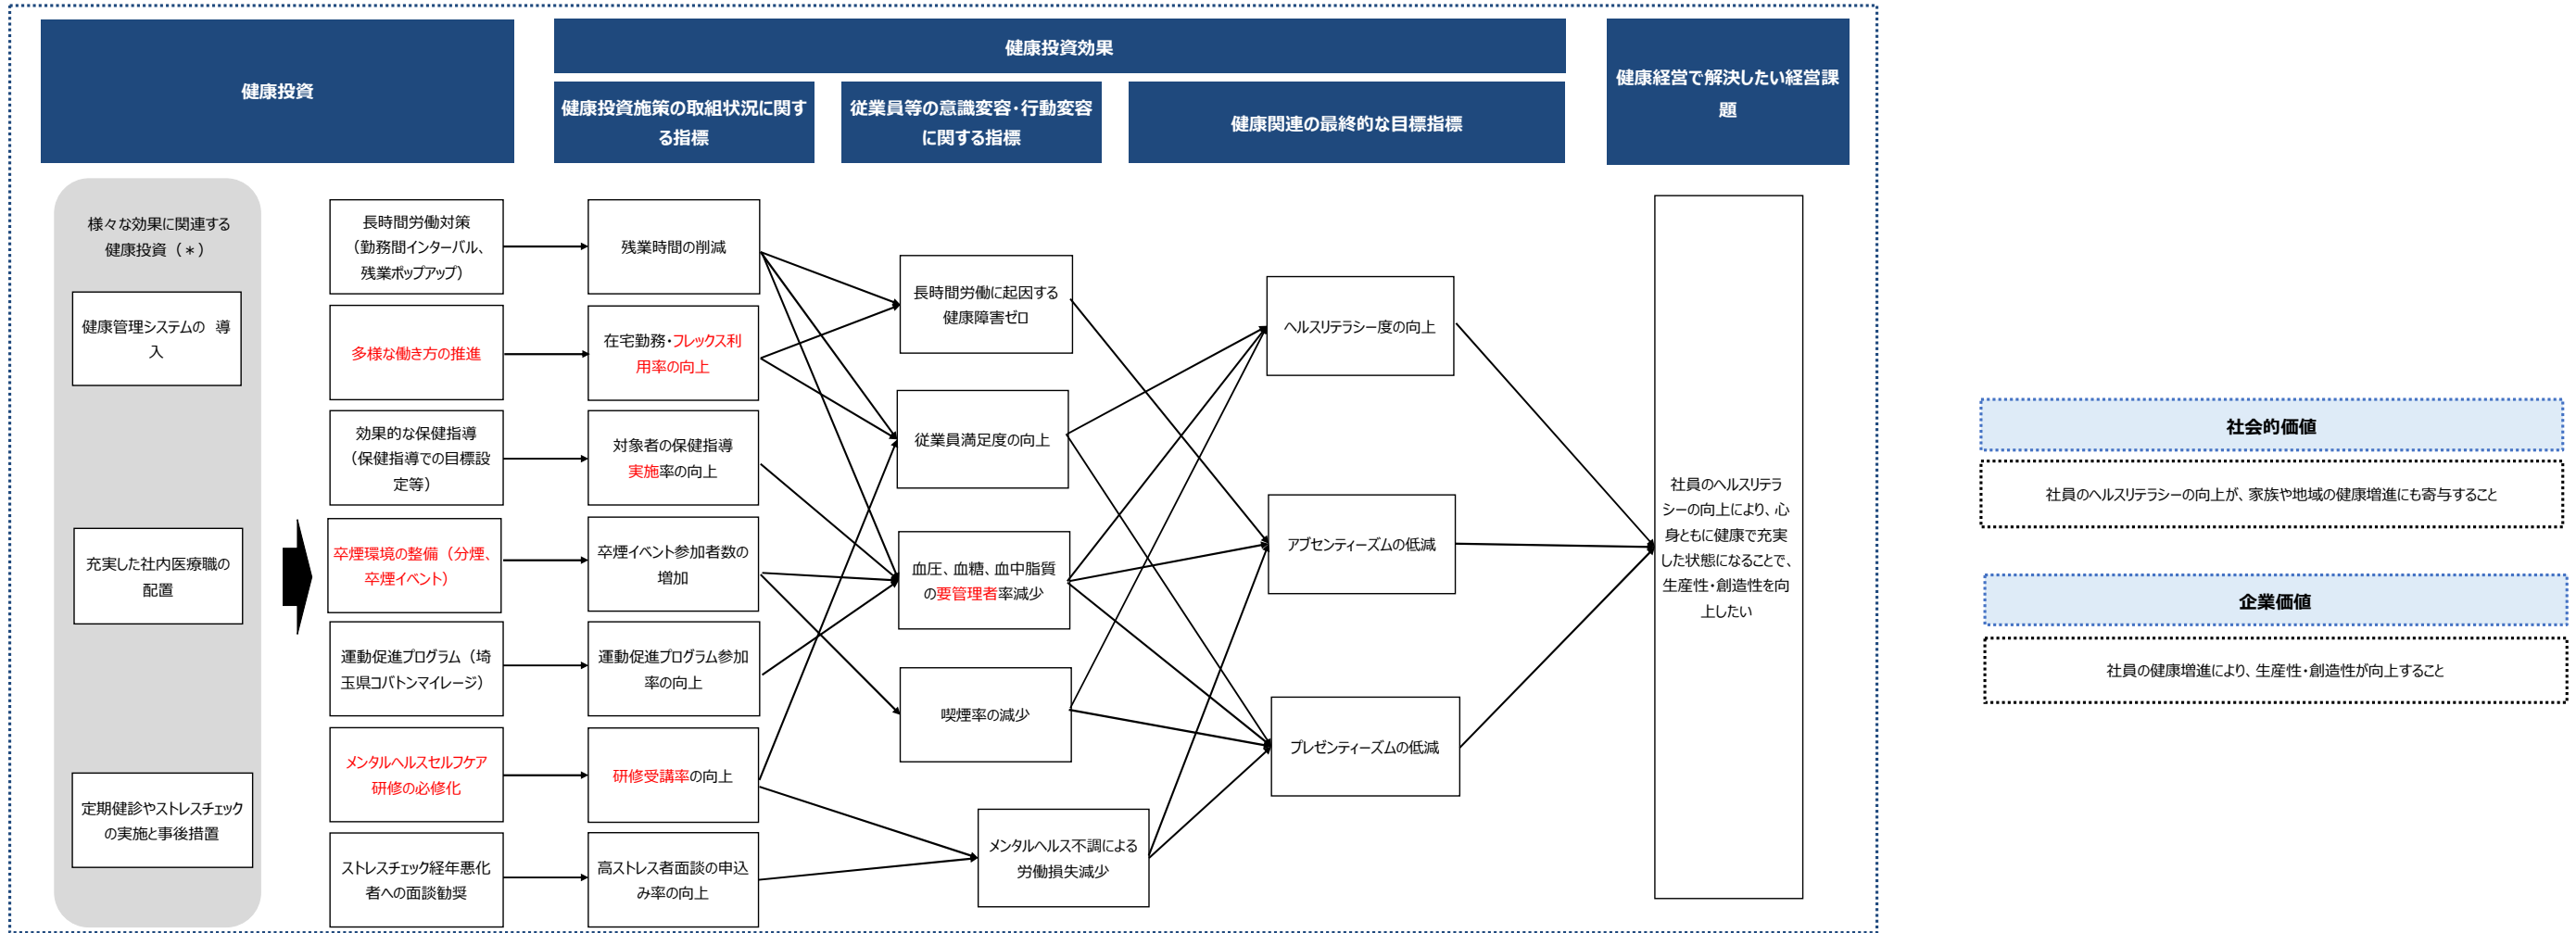 健康投資
健康投資効果
健康経営で解決したい経営課
題
健康投資施策の取組状況に関す
る指標
従業員等の意識変容・行動変容
に関する指標
健康関連の最終的な目標指標
様々な効果に関連する
健康投資（＊）
健康管理システムの 導
入
充実した社内医療職の
配置
定期健診やストレスチェック
の実施と事後措置
長時間労働対策
（勤務間インターバル、
残業ポップアップ）
多様な働き方の推進
効果的な保健指導
（保健指導での目標設
定等）
卒煙環境の整備（分煙、
卒煙イベント）
運動促進プログラム（埼
玉県コバトンマイレージ）
メンタルヘルスセルフケア
研修の必修化
ストレスチェック経年悪化
者への面談勧奨
残業時間の削減
在宅勤務・フレックス利
用率の向上
対象者の保健指導
実施率の向上
卒煙イベント参加者数の
増加
運動促進プログラム参加
率の向上
研修受講率の向上
高ストレス者面談の申込
み率の向上
長時間労働に起因する
健康障害ゼロ
従業員満足度の向上
血圧、血糖、血中脂質
の要管理者率減少
喫煙率の減少
メンタルヘルス不調による
労働損失減少
ヘルスリテラシー度の向上
アブセンティーズムの低減
プレゼンティーズムの低減
社員のヘルスリテラ
シーの向上により、心
身ともに健康で充実
した状態になることで、
生産性・創造性を向
上したい
社会的価値
社員のヘルスリテラシーの向上が、家族や地域の健康増進にも寄与すること
企業価値
社員の健康増進により、生産性・創造性が向上すること